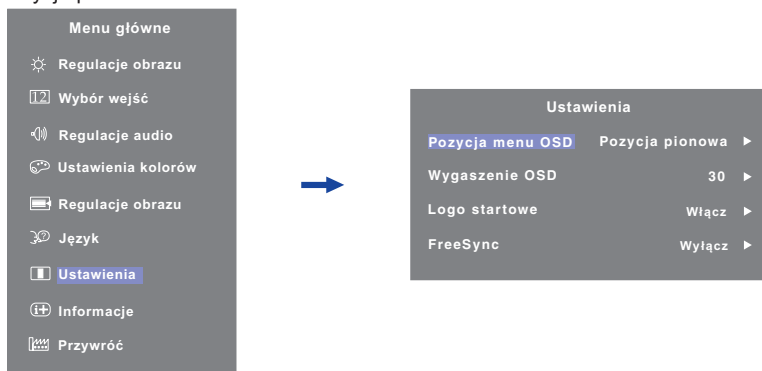 Menu główne
Regulacje obrazu
12 Wybór wejść
Regulacje audio
Ustawienia kolorów
Regulacje obrazu
Język
Ustawienia
Informacje
Przywróć
Ustawienia
Pozycja menu OSD Pozycja pionowa
Wygaszenie OSD 30
Logo startowe Włącz
FreeSync Wyłącz